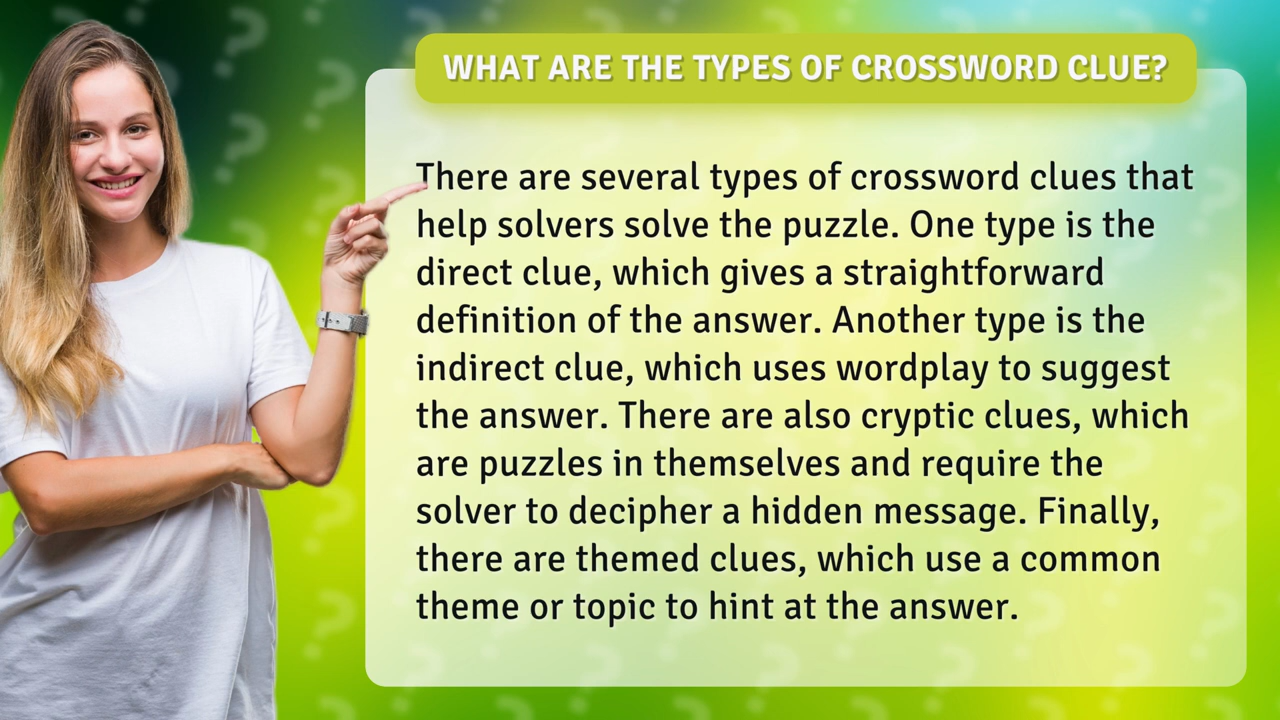 WHAT ARE THE TYPES OF CROSSWORD CLUE?
There are several types of crossword clues that
help solvers solve the puzzle. One type is the
direct clue, which gives a straightforward
definition of the answer. Another type is the
indirect clue, which uses wordplay to suggest
the answer. There are also cryptic clues, which
are puzzles in themselves and require the
solver to decipher a hidden message. Finally,
there are themed clues, which use a common
theme or topic to hint at the answer.